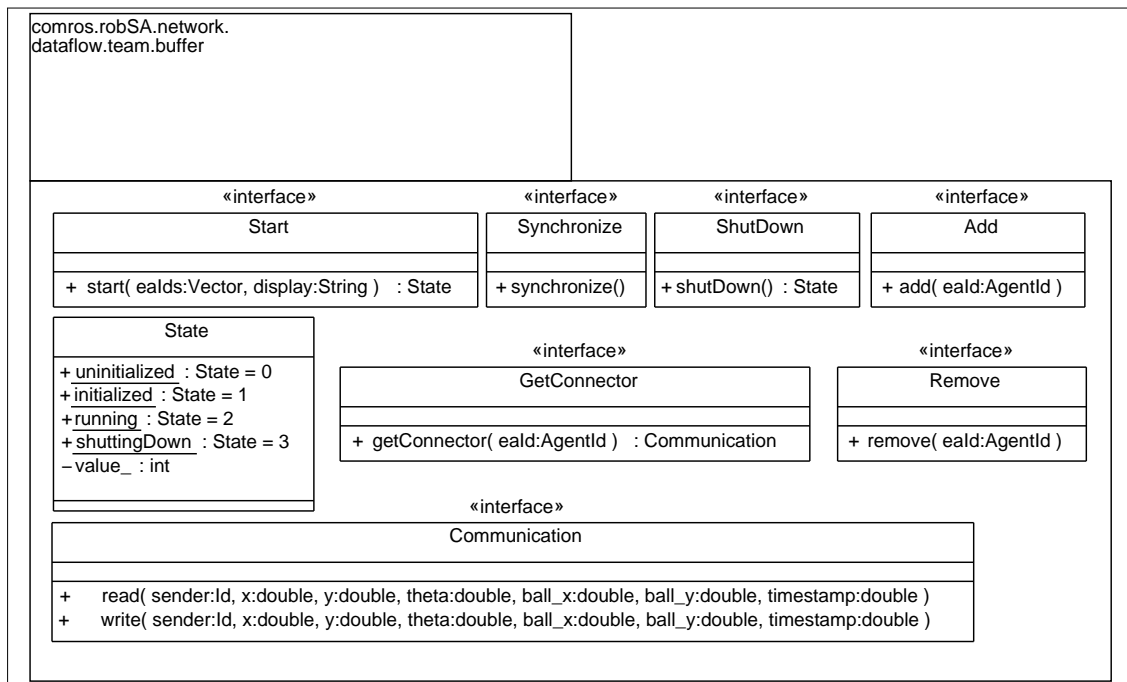 comros.robSA.network.
dataflow.team.buffer
«interface»
Start
+ start( eaIds:Vector, display:String ) : State
«interface»
Synchronize
+ synchronize()
«interface»
ShutDown
+ shutDown() : State
«interface»
Add
+ add( eaId:AgentId )
State
+ uninitialized : State = 0
+ initialized : State = 1
+ running : State = 2
+ shuttingDown : State = 3
– value_ : int
«interface»
GetConnector
+ getConnector( eaId:AgentId ) : Communication
«interface»
Remove
+ remove( eaId:AgentId )
«interface»
Communication
+ read( sender:Id, x:double, y:double, theta:double, ball_x:double, ball_y:double, timestamp:double )
+ write( sender:Id, x:double, y:double, theta:double, ball_x:double, ball_y:double, timestamp:double )